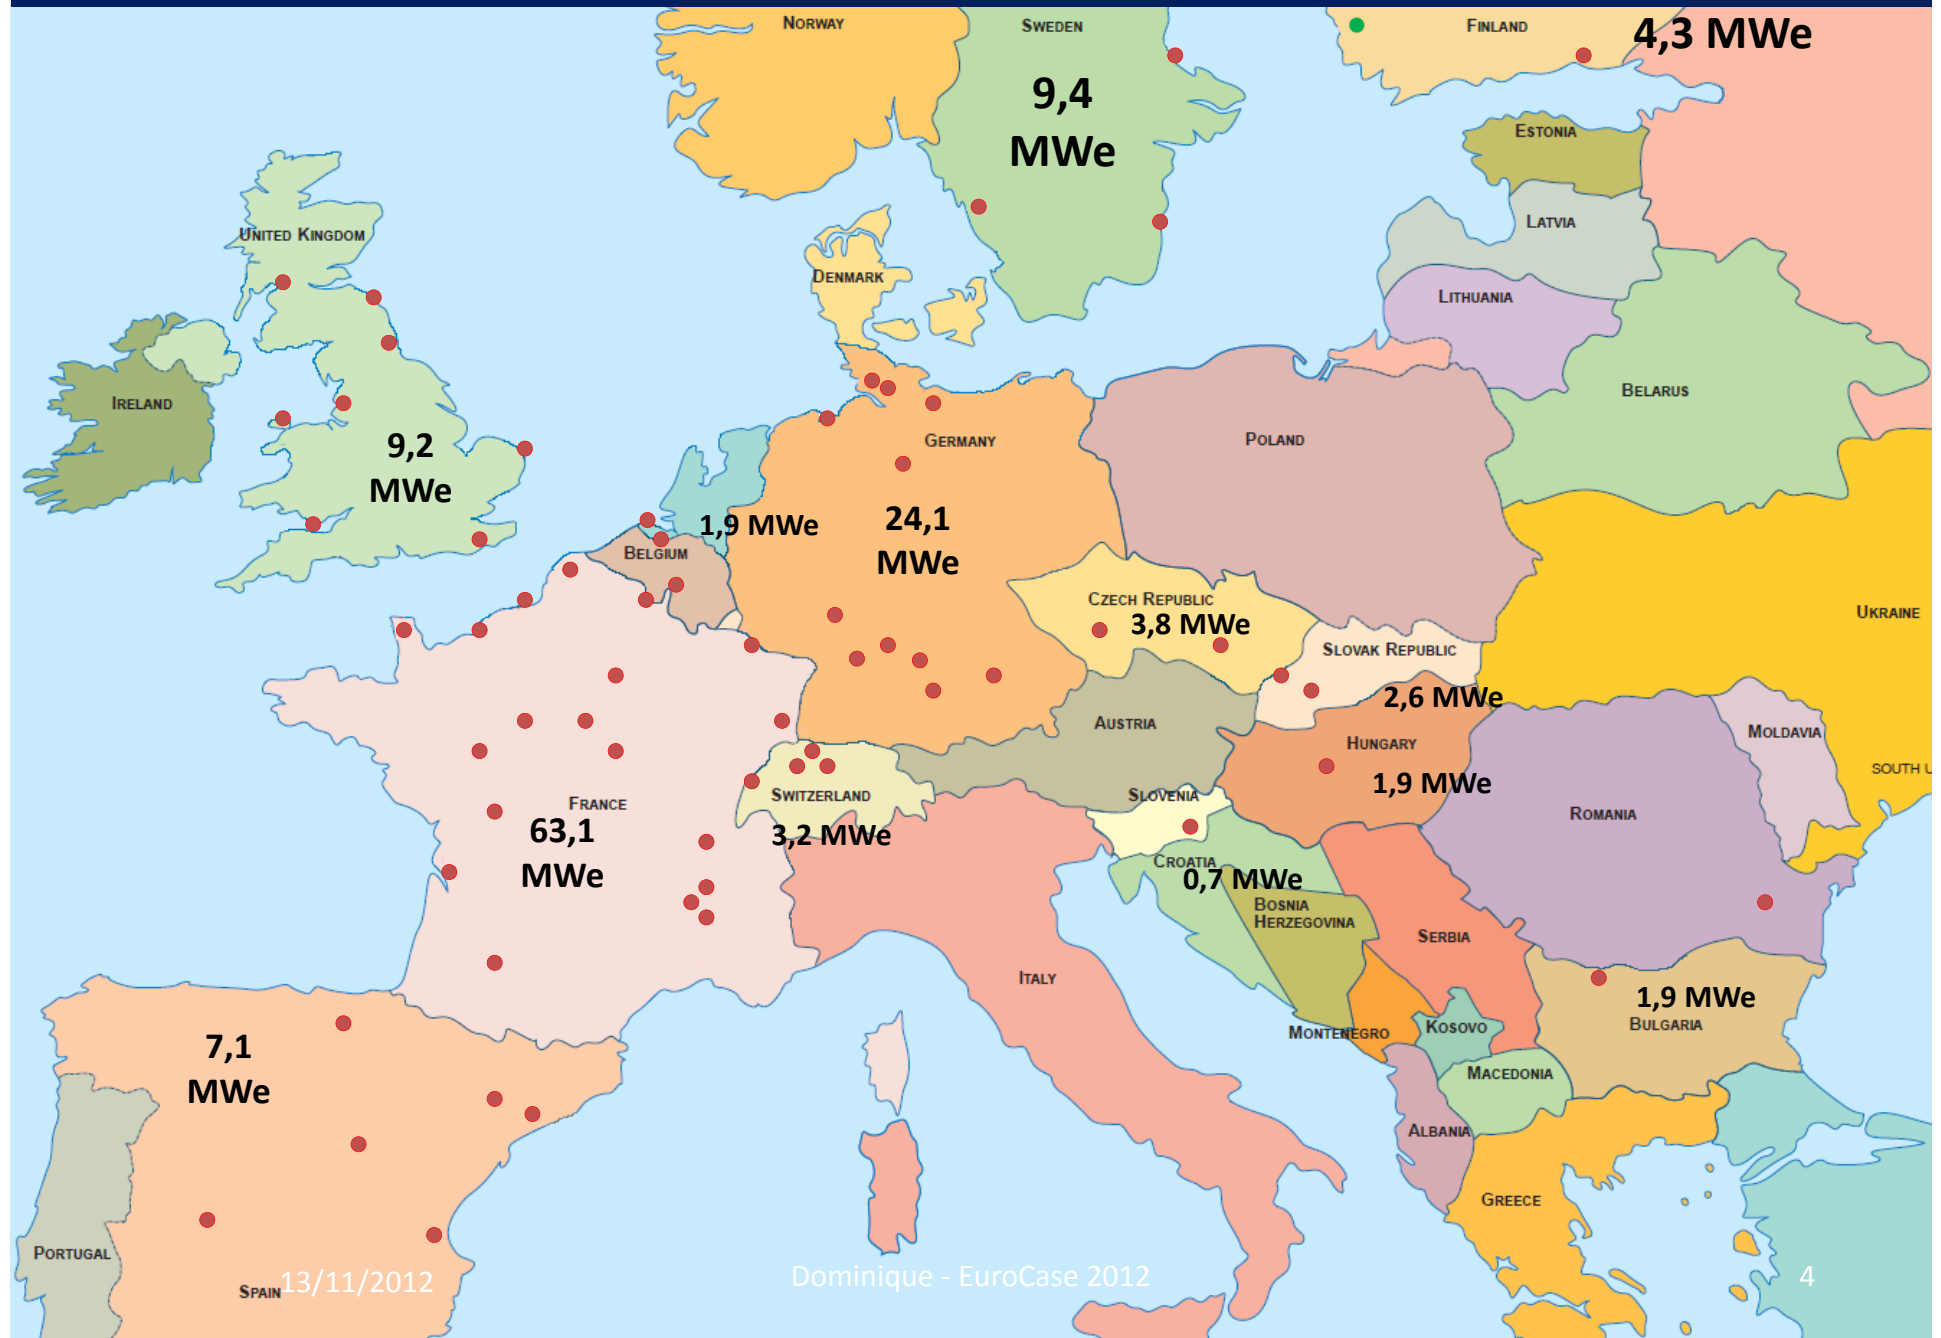 NORWAY
SWEDEN
FINLAND
4,3 MWe
9,4
MWe
ESTONIA
LATVIA
UNITED KINGDOM
DENMARK
LITHUANIA
BELARUS
IRELAND
GERMANY
POLAND
9,2
MWe
24,1
MWe
1,9 MWe
BELGIUM
CZECH REPUBLIC
3,8 MWe
UKRAINE
SLOVAK REPUBLIC
2,6 MWe
AUSTRIA
MOLDAVIA
HUNGARY
1,9 MWe
SOUTH U
SWITZERLAND
SLOVENIA
FRANCE
63,1
MWe
3,2 MWe
ROMANIA
CROATIA
0,7 MWe
BOSNIA
HERZEGOVINA
SERBIA
ITALY
1,9 MWe
BULGARIA
MONTENEGRO
KOSOVO
7,1
MWe
MACEDONIA
ALBANIA
GREECE
PORTUGAL
SPAIN
13/11/2012
Dominique - EuroCase 2012
4